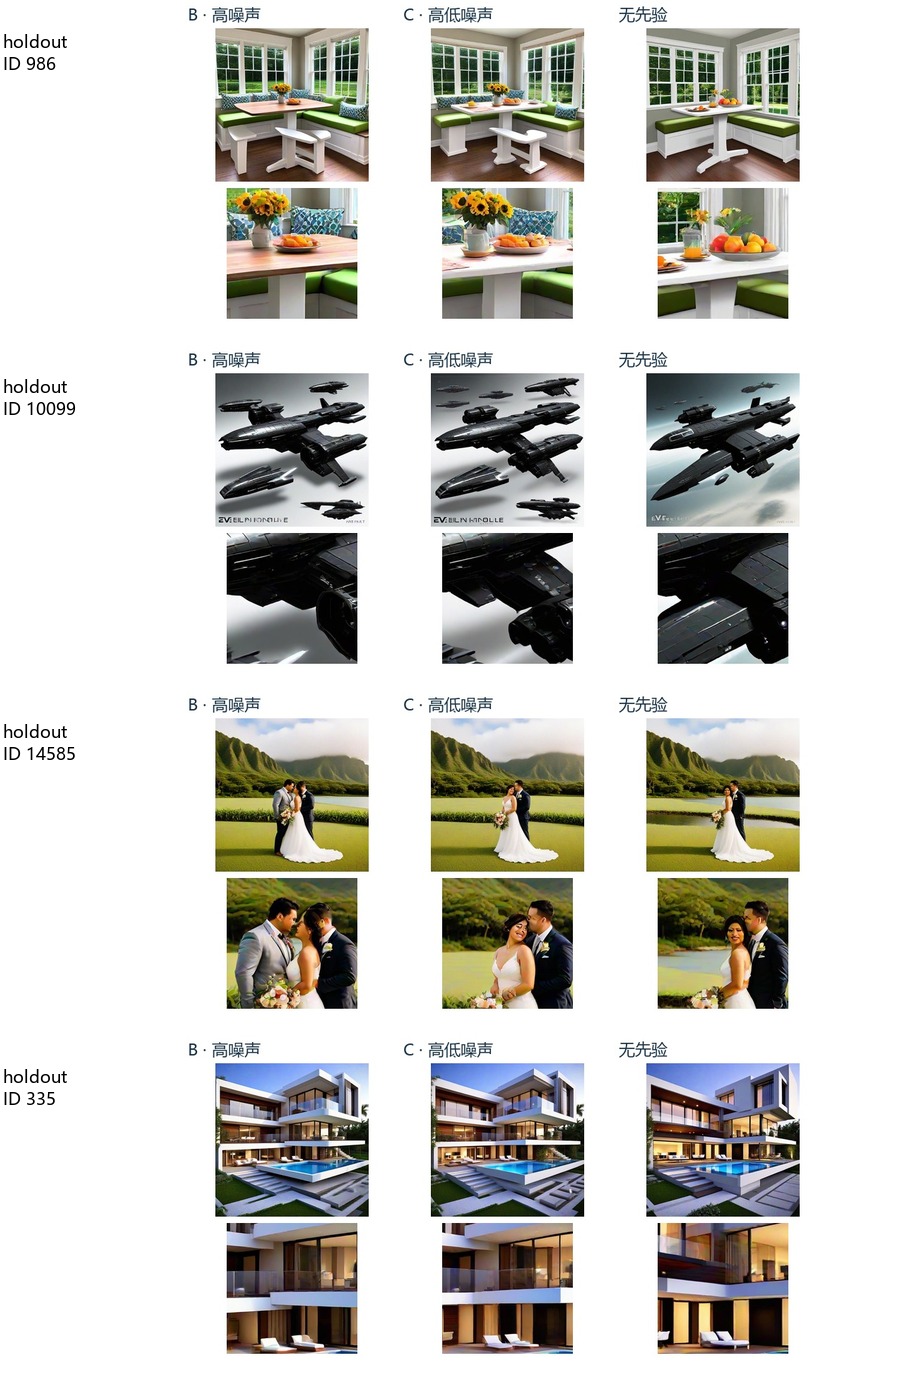 B · 高噪声 C · 高低噪声 无先验
holdout
ID 986
B · 高噪声 C · 高低噪声 无先验
holdout
ID 10099
B · 高噪声 C · 高低噪声 无先验
holdout
ID 14585
B · 高噪声 C · 高低噪声 无先验
holdout
ID 335